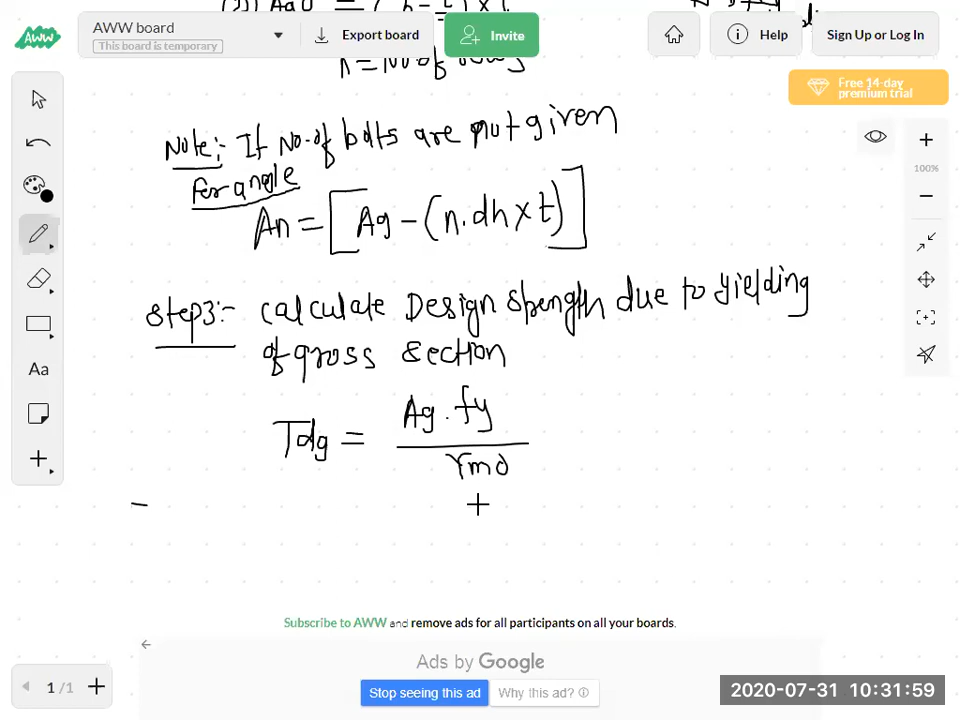 AWW board
This board is temporary
Export board
Invite
Help
Sign Up or Log In
Free 14-day
premium trial
n = No. of
Note:- If No. of bolts are not given
For angle
An = [Ag - (n.dh × t)]
100%
Step3:- Calculate Design strength due to yielding
of gross section
Tdg = Ag . fy
γmo
Aa
Subscribe to AWW and remove ads for all participants on all your boards.
Ads by Google
Stop seeing this ad
Why this ad?
1 /1
2020-07-31 10:31:59